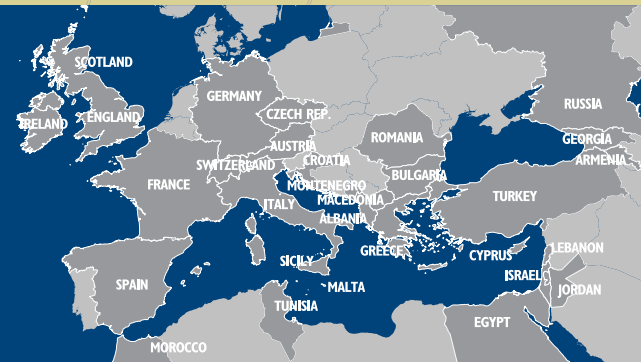 SCOTLAND
GERMANY
RUSSIA
CZECH REP.
IRELAND
ENGLAND
ROMANIA
GEORGIA
AUSTRIA
SWITZERLAND
CROATIA
ARMENIA
BULGARIA
FRANCE
MONTENEGRO
TURKEY
MACEDONIA
ITALY
ALBANIA
GREECE
CYPRUS
LEBANON
SICILY
ISRAEL
SPAIN
MALTA
JORDAN
TUNISIA
EGYPT
MOROCCO